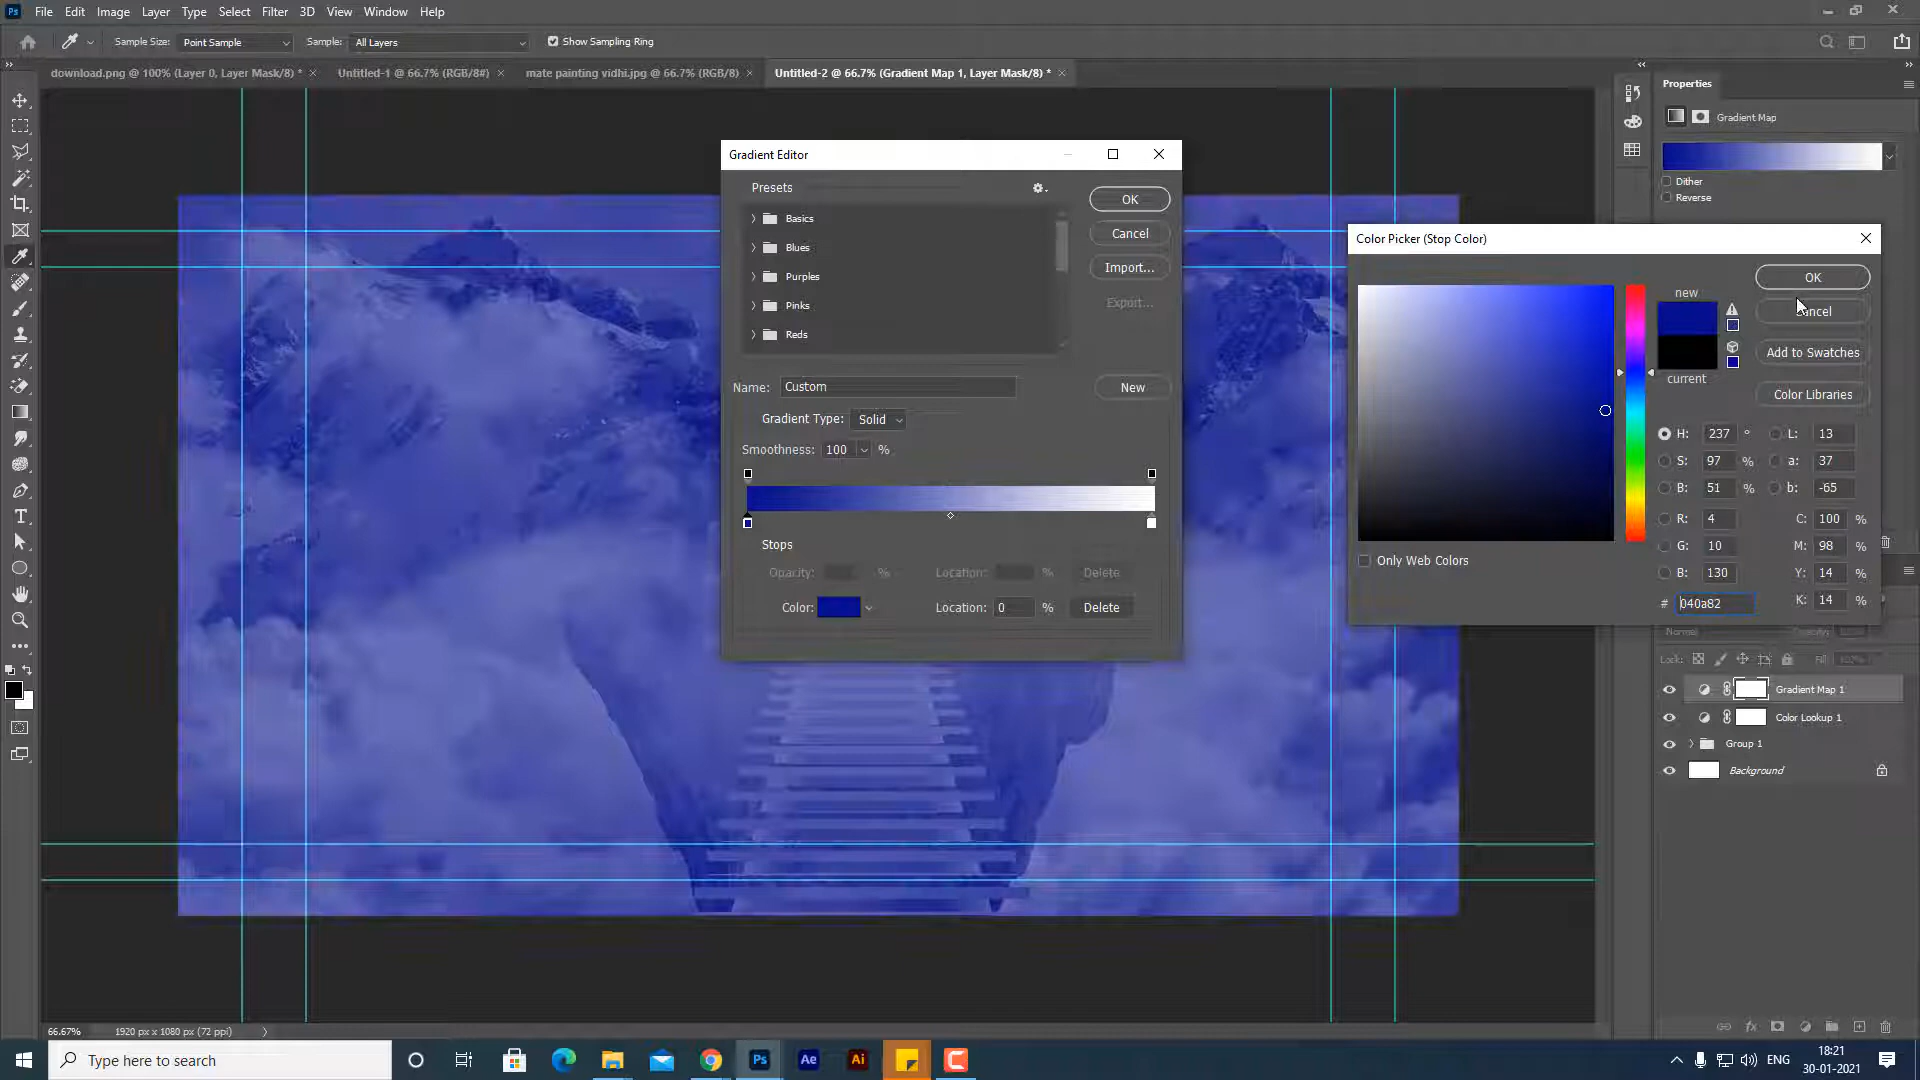 Ps File Edit Image Layer Type Select Filter 3D View Window Help
Sample Size: Point Sample Sample: All Layers Show Sampling Ring
download.png @ 100% (Layer 0, Layer Mask/8) * Untitled-1 @ 66.7% (RGB/8#) mate painting vidhi.jpg @ 66.7% (RGB/8) Untitled-2 @ 66.7% (Gradient Map 1, Layer Mask/8) *
Properties
Gradient Map
Dither
Reverse
Gradient Editor
Presets
Basics
Blues
Purples
Pinks
Reds
OK
Cancel
Import...
Export...
Name: Custom New
Gradient Type: Solid
Smoothness: 100 %
Stops
Opacity: % Location: % Delete
Color: Location: 0 % Delete
Color Picker (Stop Color)
new
current
OK
Cancel
Add to Swatches
Color Libraries
H: 237 ° L: 13
S: 97 % a: 37
B: 51 % b: -65
R: 4 C: 100 %
G: 10 M: 98 %
B: 130 Y: 14 %
# 040a82 K: 14 %
Only Web Colors
Normal Opacity:
Lock: Fill: 100%
Gradient Map 1
Color Lookup 1
Group 1
Background
66.67% 1920 px x 1080 px (72 ppi)
Type here to search
Ps Ae Ai
ENG
18:21
30-01-2021